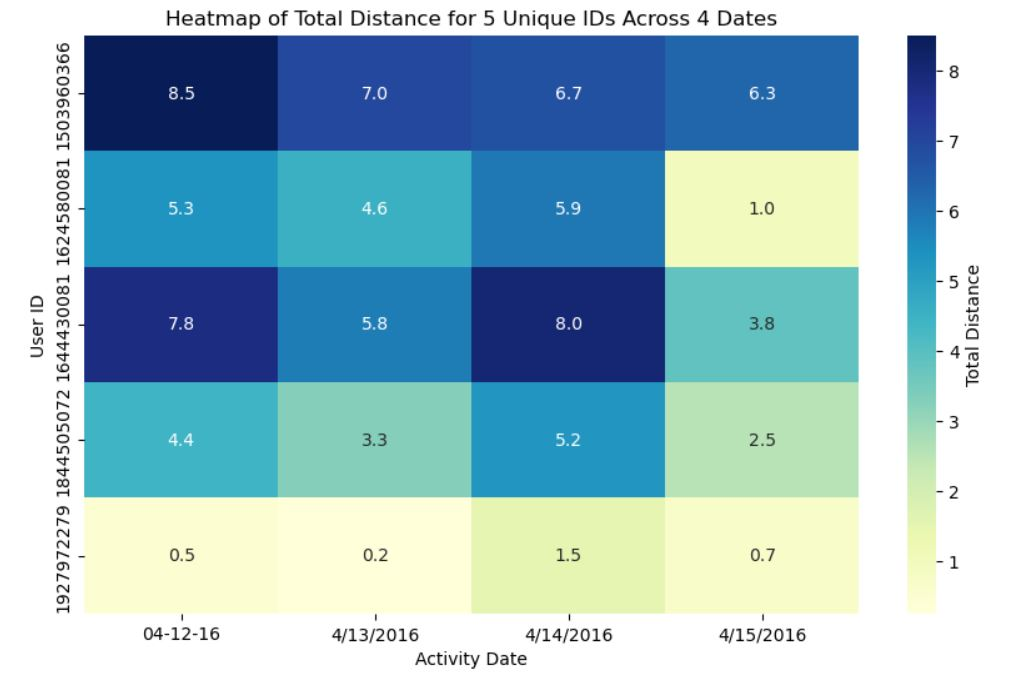 Heatmap of Total Distance for 5 Unique IDs Across 4 Dates
User ID
1503960366
8.5 7.0 6.7 6.3
1624580081
5.3 4.6 5.9 1.0
1644430081
7.8 5.8 8.0 3.8
1844505072
4.4 3.3 5.2 2.5
1927972279
0.5 0.2 1.5 0.7
04-12-16 4/13/2016 4/14/2016 4/15/2016
Activity Date
8
7
6
5
4
3
2
1
Total Distance